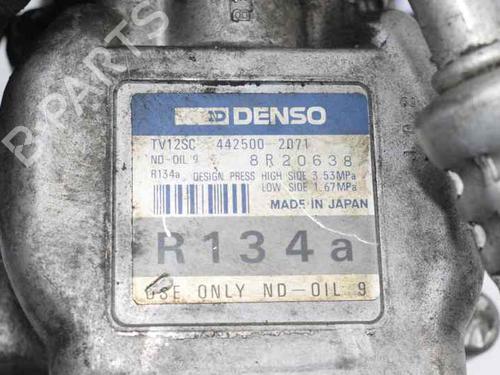 B-PARTS
ND DENSO
TV12SC 442500-2071
ND-OIL 9 8R20638
R134a DESIGN PRESS HIGH SIDE 3.53MPa
LOW SIDE 1.67MPa
MADE IN JAPAN
R134a
USE ONLY ND-OIL 9